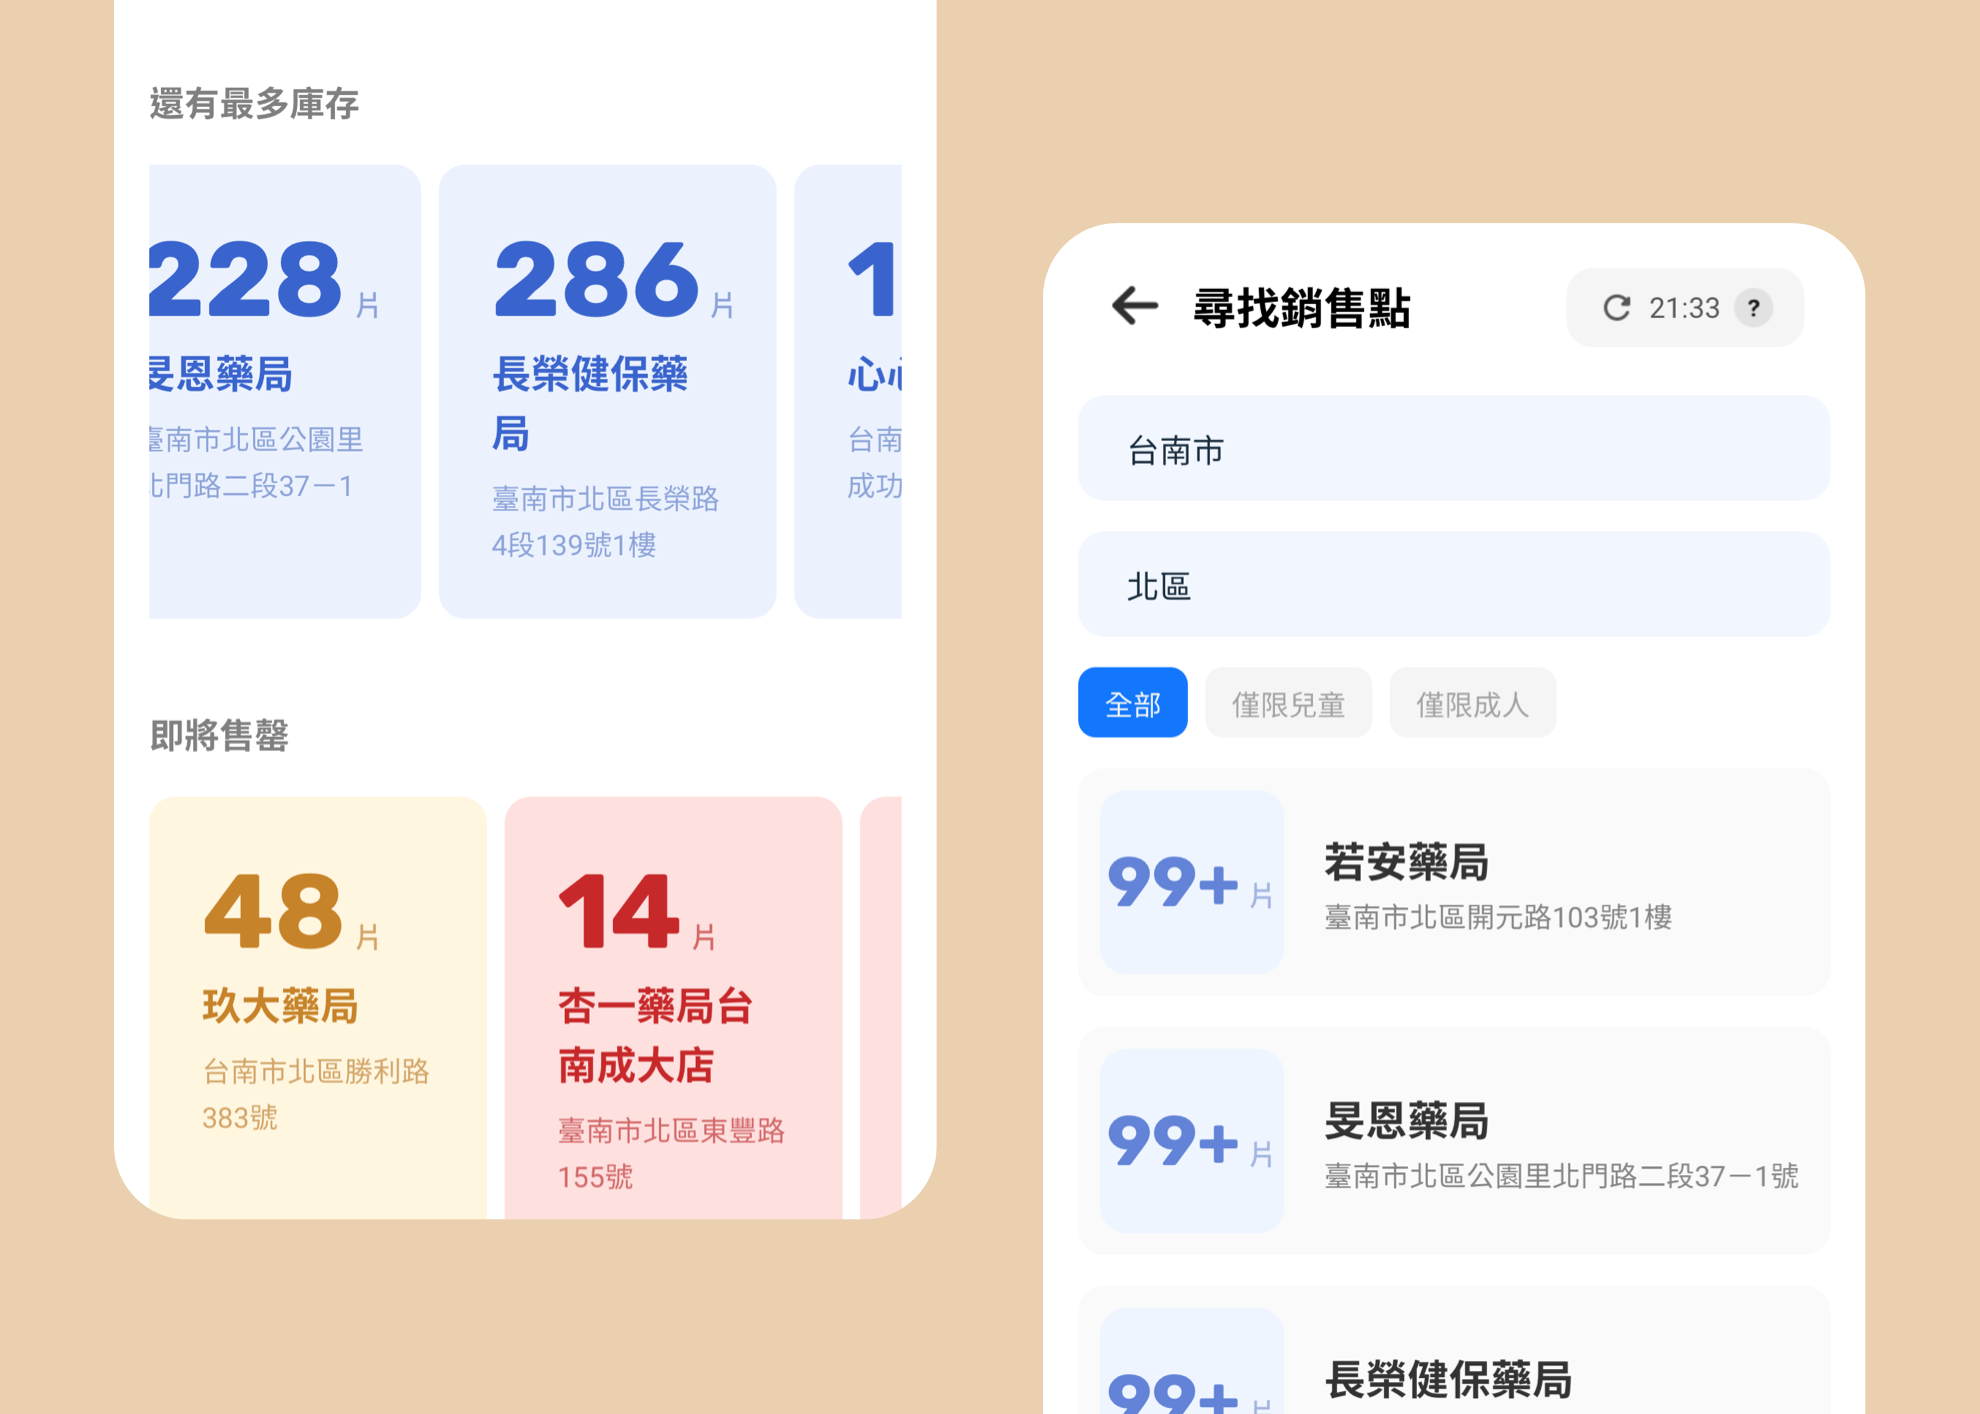 還有最多庫存
228 片
旻恩藥局
臺南市北區公園里
北門路二段37－1
286 片
長榮健保藥
局
臺南市北區長榮路
4段139號1樓
1
心心
台南
成功
即將售罄
48 片
玖大藥局
台南市北區勝利路
383號
14 片
杏一藥局台
南成大店
臺南市北區東豐路
155號
尋找銷售點
21:33 ?
台南市
北區
全部 僅限兒童 僅限成人
99+ 片
若安藥局
臺南市北區開元路103號1樓
99+ 片
旻恩藥局
臺南市北區公園里北門路二段37－1號
99+ 片
長榮健保藥局